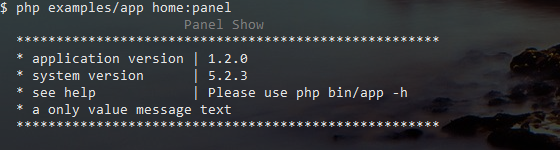 $ php examples/app home:panel
Panel Show
****************************************************
* application version | 1.2.0
* system version | 5.2.3
* see help | Please use php bin/app -h
* a only value message text
****************************************************